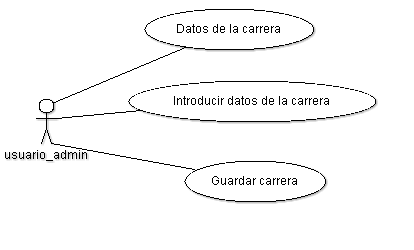 Datos de la carrera
Introducir datos de la carrera
usuario_admin
Guardar carrera